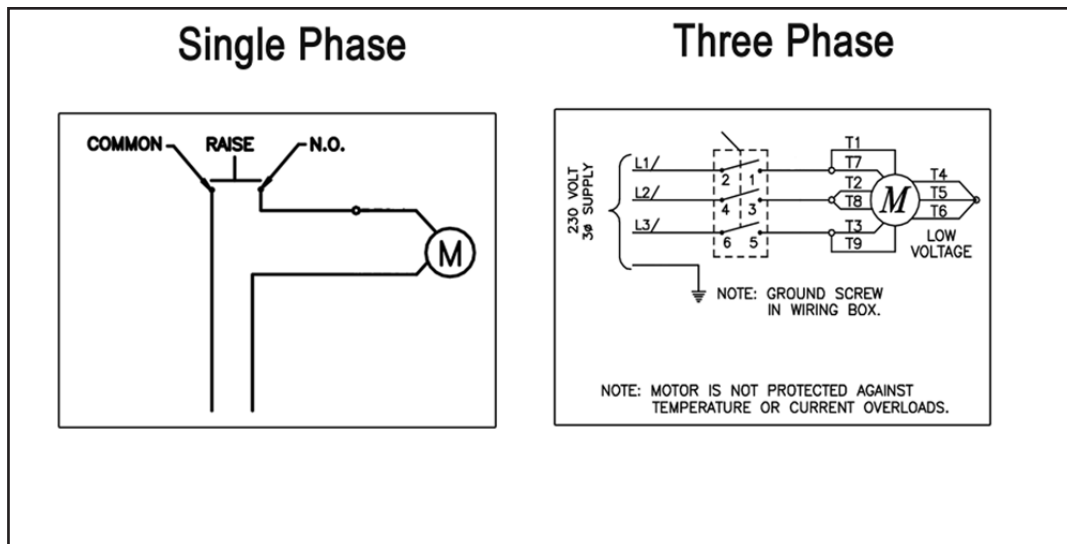 Single Phase
COMMON RAISE N.O.
M
Three Phase
230 VOLT
3ø SUPPLY
L1/
L2/
L3/
2 1
4 3
6 5
T1
T7
T2
T8
T3
T9
M
T4
T5
T6
LOW
VOLTAGE
NOTE: GROUND SCREW
IN WIRING BOX.
NOTE: MOTOR IS NOT PROTECTED AGAINST
TEMPERATURE OR CURRENT OVERLOADS.